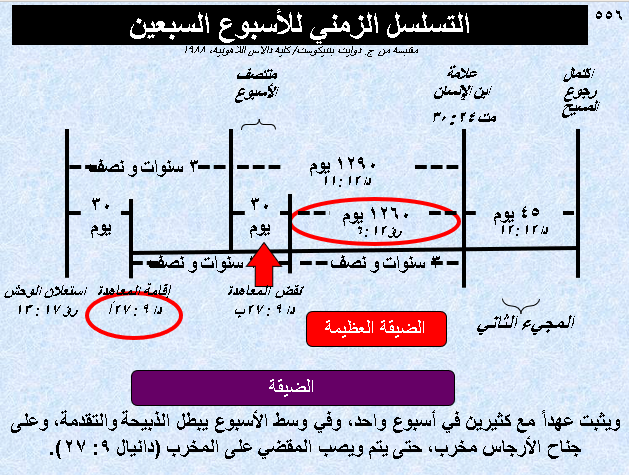 ٥٥٦
التسلسل الزمني للأسبوع السبعين
مقتبسة من ج. دوايت بنتيكوست/ كلية دالاس اللاهوتية، ١٩٨٨
اكتمال
رجوع
المسيح
علامة
ابن الإنسان
مت ٢٤ : ٣٠
منتصف
الأسبوع
١٢٩٠ يوم
دا ١٢ : ١١
٣ سنوات و نصف
٤٥ يوم
دا ١٢ : ١٢
١٢٦٠ يوم
رؤ ١٢ : ٦
٣٠
يوم
٣٠
يوم
٣ سنوات و نصف
سنوات و نصف
المجيء الثاني
نقض المعاهدة
دا ٩ : ٢٧ب
إقامة المعاهدة
دا ٩ : ٢٧أ
استعلان الوحش
رؤ ١٧ : ١٣
الضيقة العظيمة
الضيقة
ويثبت عهداً مع كثيرين في أسبوع واحد، وفي وسط الأسبوع يبطل الذبيحة والتقدمة، وعلى
جناح الأرجاس مخرب، حتى يتم ويصب المقضي على المخرب (دانيال ٩: ٢٧).